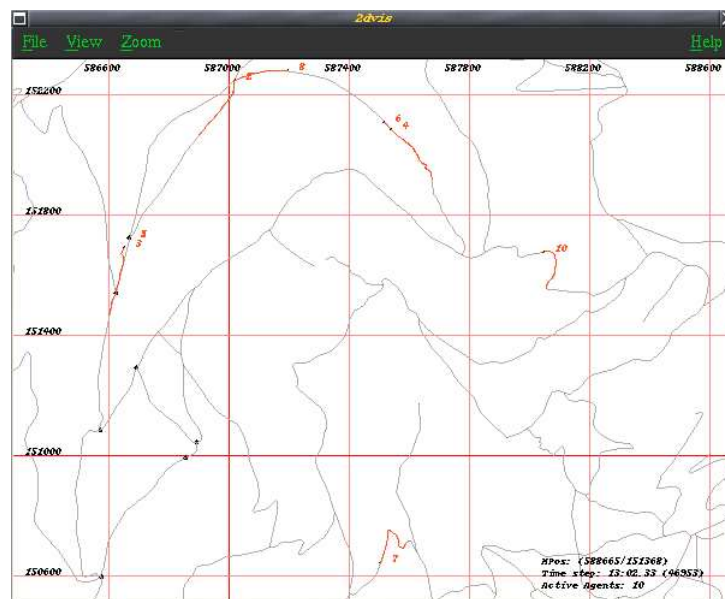 2dvis
File View Zoom Help
586600 587000 587400 587800 588200 588600
152200
8
6 4
151800
3
10
151400
151000
7
MPos: (588665/151368)
Time step: 13:02.33 (46953)
Active Agents: 10
150600